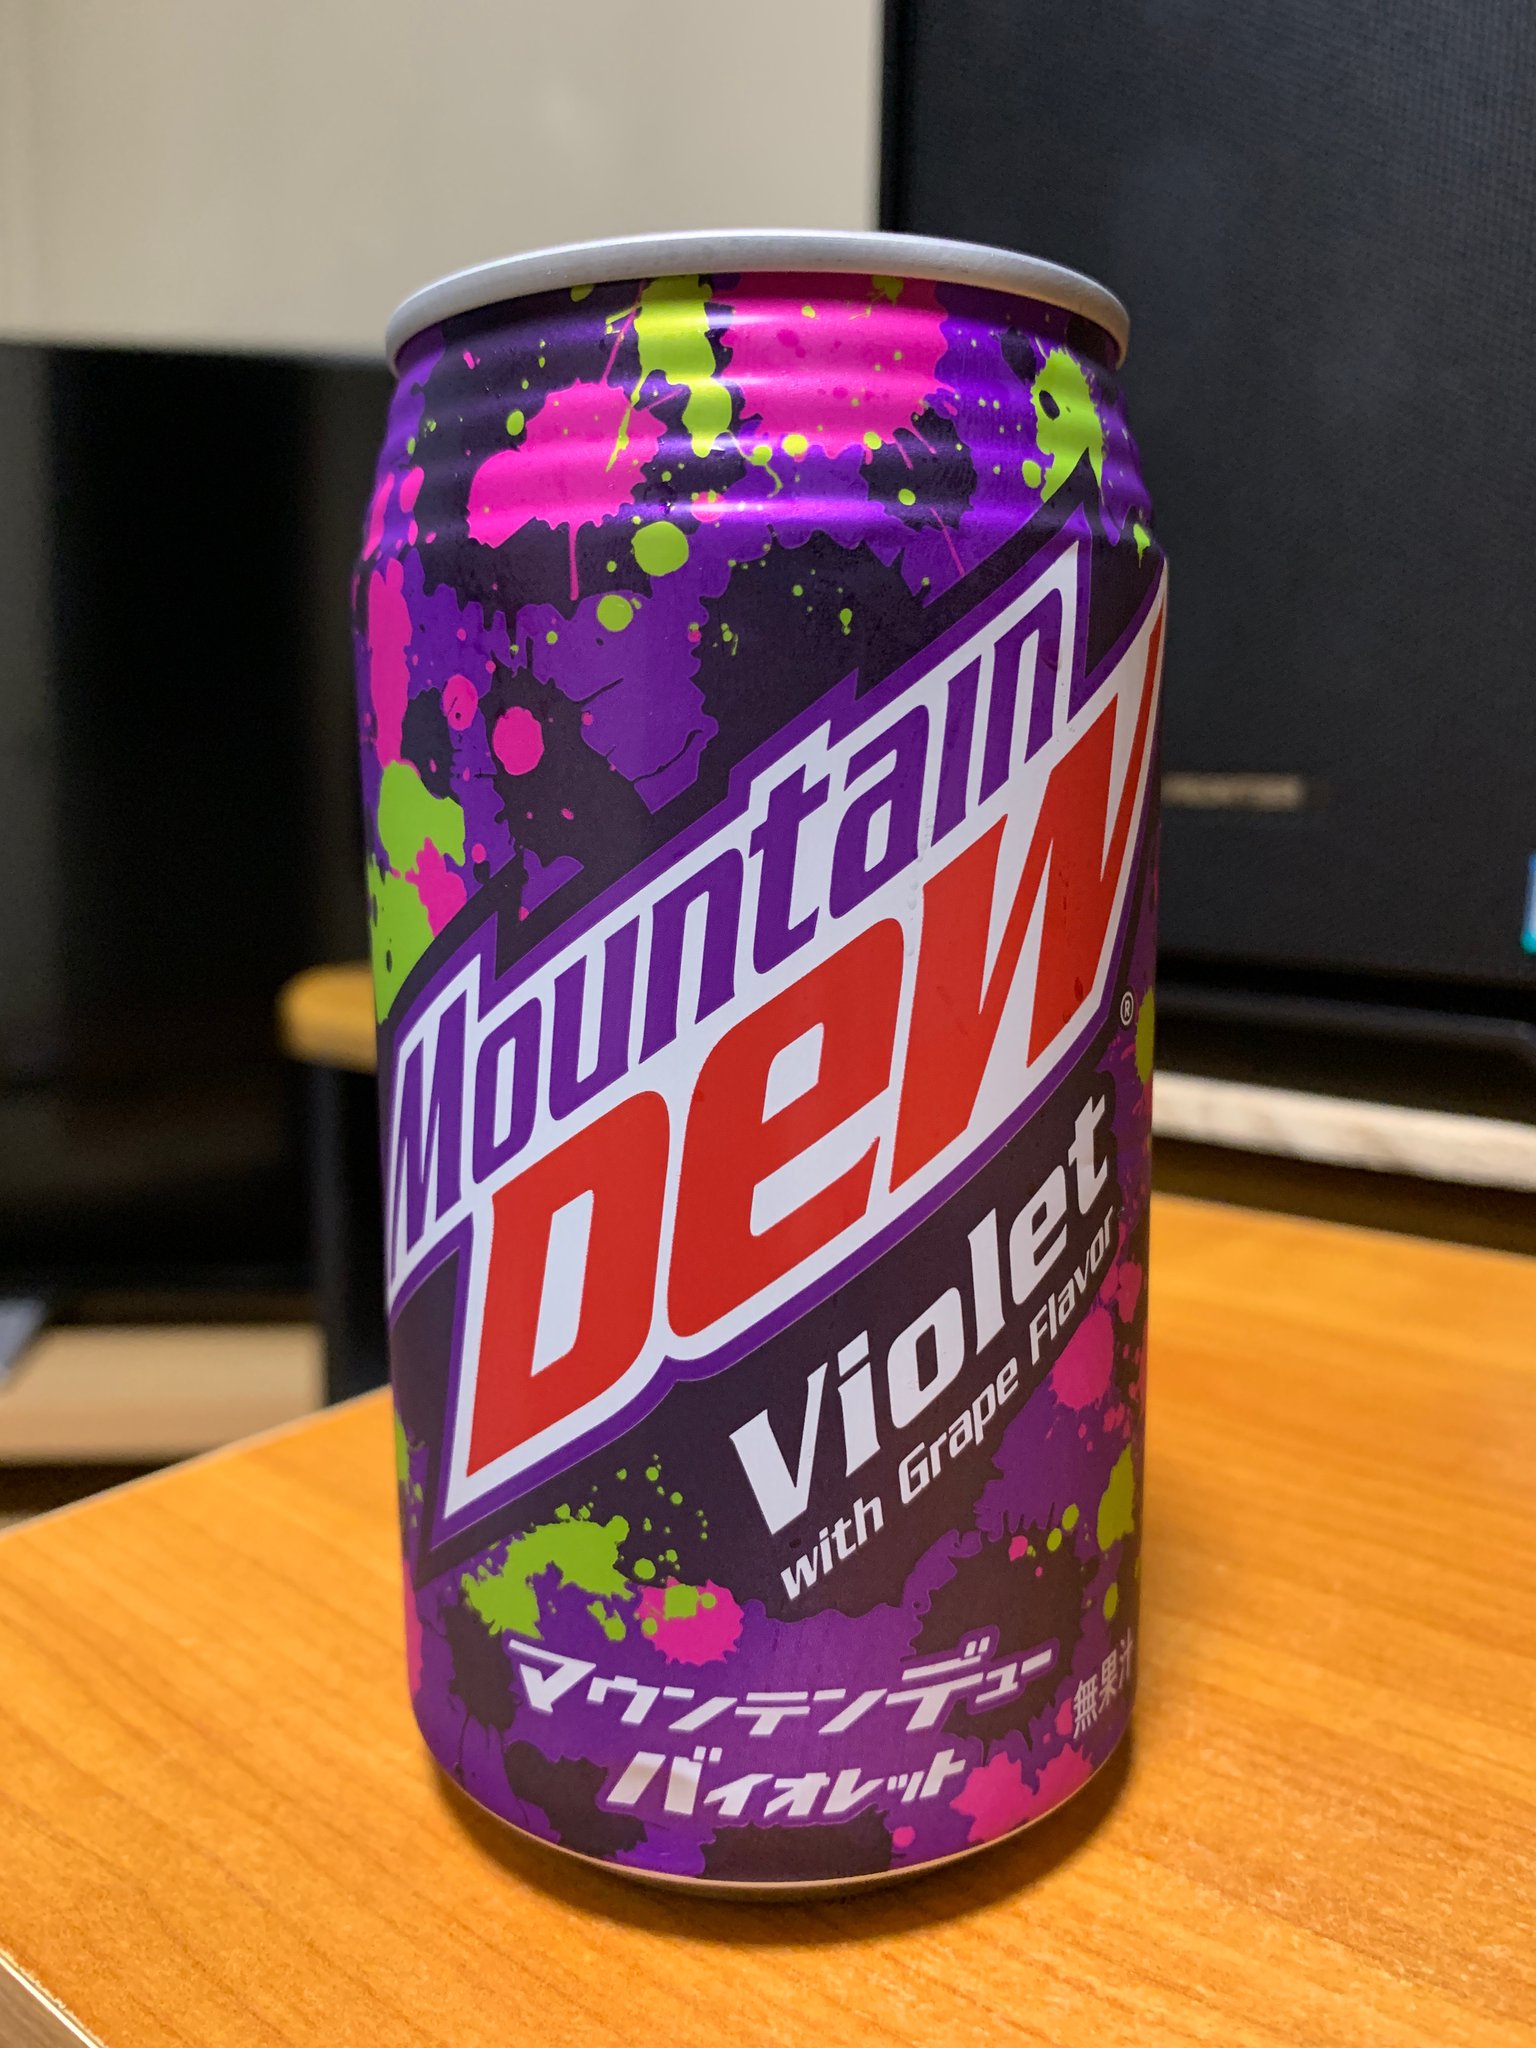 Mountain
Dew®
Violet
with Grape Flavor
マウンテンデュー
バイオレット
無果汁